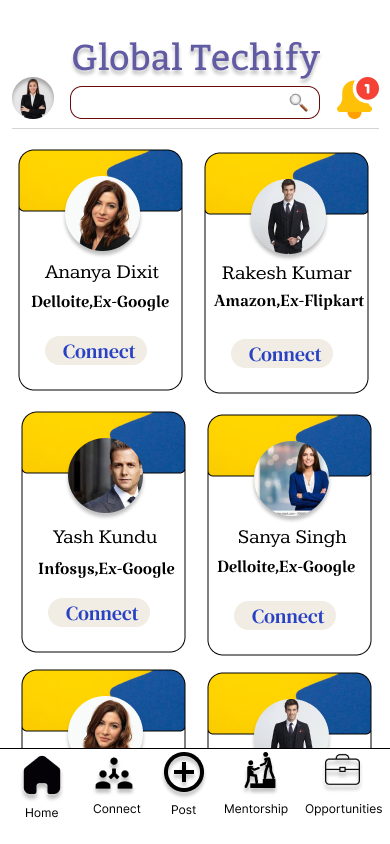 Global Techify
1
Ananya Dixit
Delloite,Ex-Google
Connect
Rakesh Kumar
Amazon,Ex-Flipkart
Connect
Yash Kundu
Infosys,Ex-Google
Connect
Sanya Singh
Delloite,Ex-Google
Connect
Home
Connect
Post
Mentorship
Opportunities